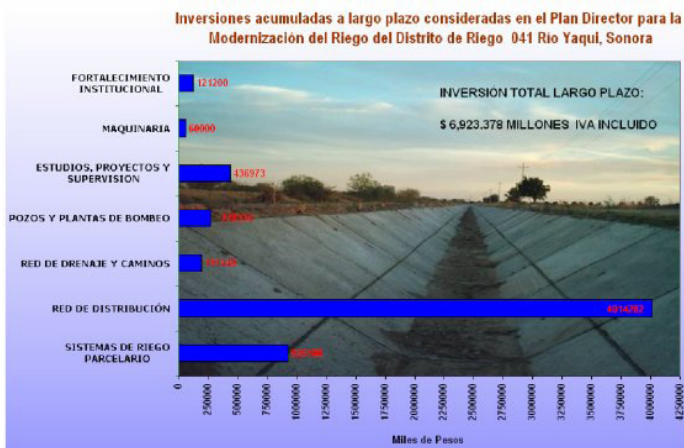 Inversiones acumuladas a largo plazo consideradas en el Plan Director para la
Modernización del Riego del Distrito de Riego 041 Río Yaqui, Sonora
INVERSIÓN TOTAL LARGO PLAZO:
$ 6,923.378 MILLONES IVA INCLUIDO
FORTALECIMIENTO
INSTITUCIONAL
121200
MAQUINARIA
60000
ESTUDIOS, PROYECTOS Y
SUPERVISION
436973
POZOS Y PLANTAS DE BOMBEO
RED DE DRENAJE Y CAMINOS
RED DE DISTRIBUCIÓN
4014282
SISTEMAS DE RIEGO
PARCELARIO
0
250000
500000
750000
1000000
1250000
1500000
1750000
2000000
2250000
2500000
2750000
3000000
3250000
3500000
3750000
4000000
4250000
Miles de Pesos